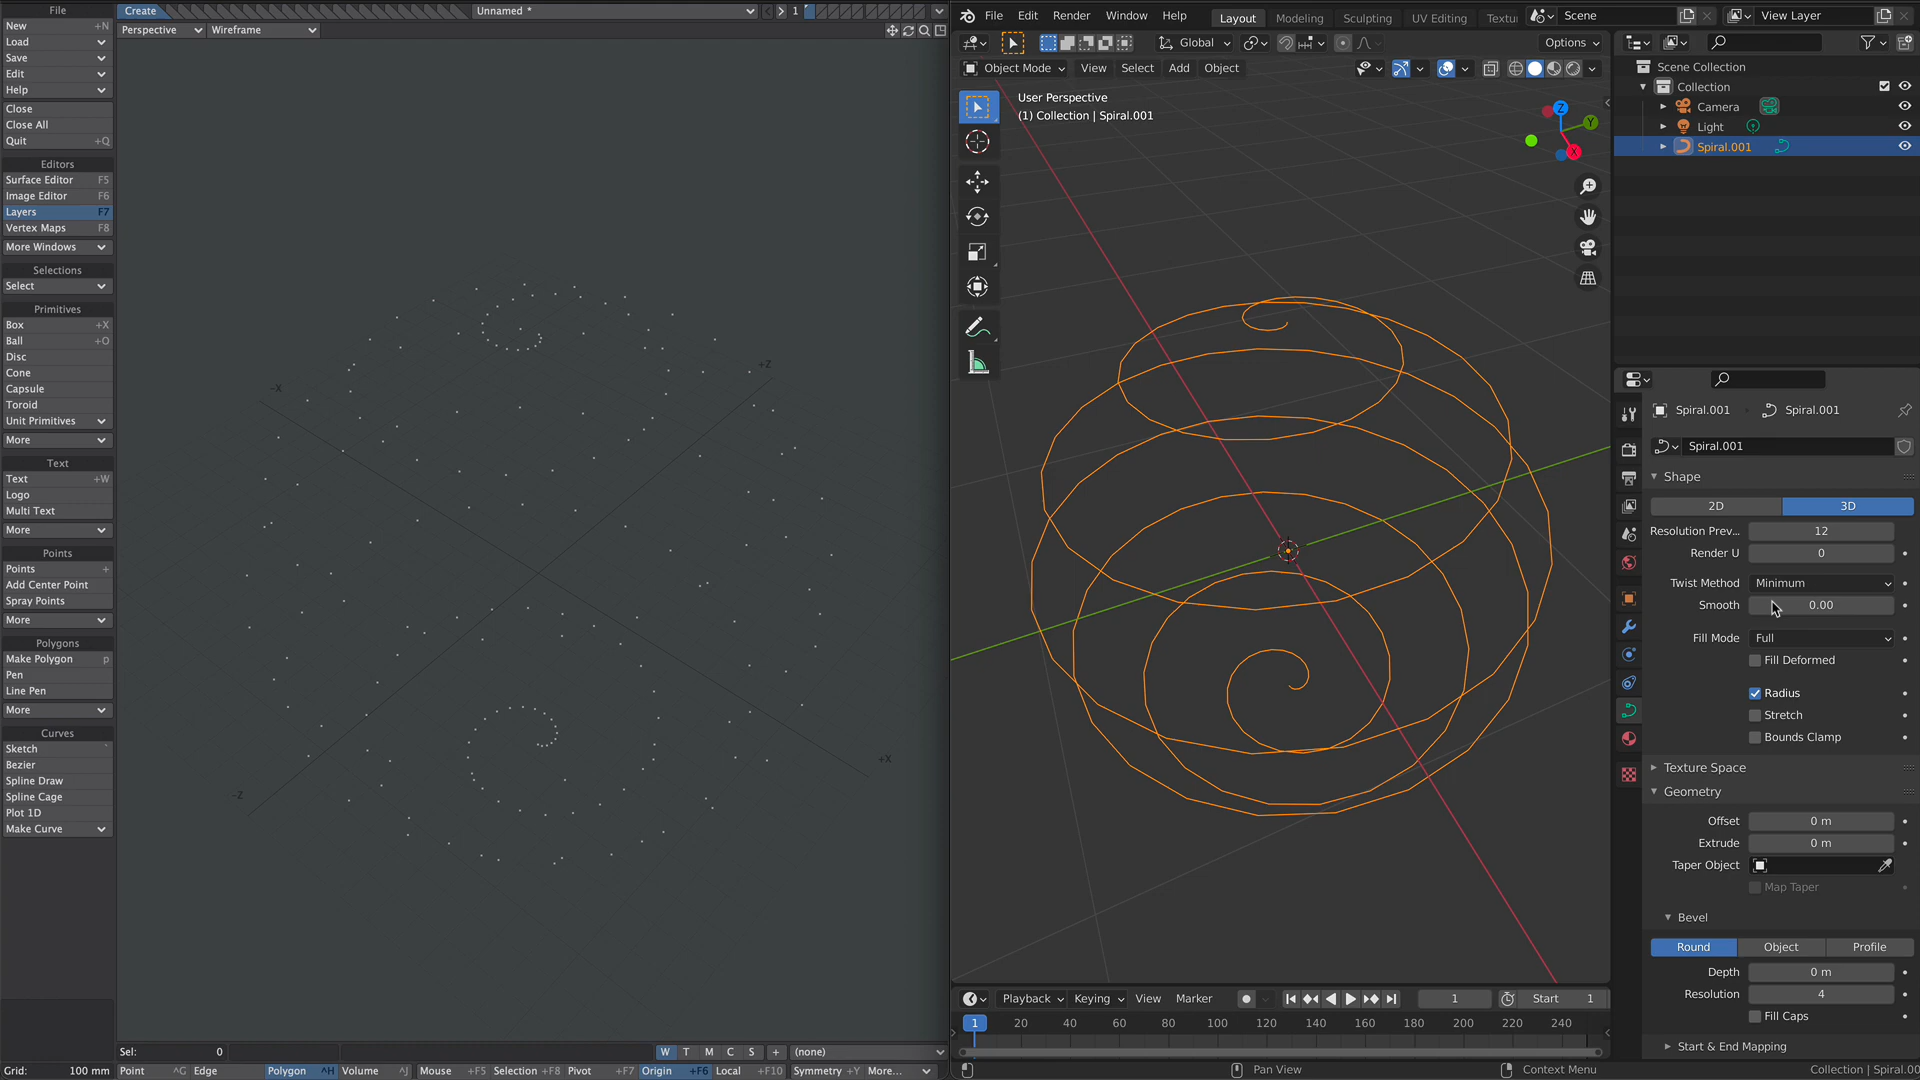 File
New +N
Load
Save
Edit
Help
Close
Close All
Quit +Q
Editors
Surface Editor F5
Image Editor F6
Layers F7
Vertex Maps F8
More Windows
Selections
Select
Primitives
Box +X
Ball +O
Disc
Cone
Capsule
Toroid
Unit Primitives
More
Text
Text +W
Logo
Multi Text
More
Points
Points +
Add Center Point
Spray Points
More
Polygons
Make Polygon p
Pen
Line Pen
More
Curves
Sketch `
Bezier
Spline Draw
Spline Cage
Plot 1D
Make Curve
Create
Unnamed *
1
Perspective
Wireframe
-X
+Z
-Z
+X
Sel: 0
W T M C S + (none)
Grid: 100 mm
Point ^G Edge Polygon ^H Volume ^J Mouse +F5 Selection +F8 Pivot +F7 Origin +F6 Local +F10 Symmetry +Y More...
File Edit Render Window Help Layout Modeling Sculpting UV Editing Textu Scene View Layer
Global Options
Object Mode View Select Add Object
User Perspective
(1) Collection | Spiral.001
Z
Y
X
Playback Keying View Marker 1 Start 1
1 20 40 60 80 100 120 140 160 180 200 220 240
Pan View
Context Menu
Collection | Spiral.00
Scene Collection
Collection
Camera
Light
Spiral.001
Spiral.001 Spiral.001
Spiral.001
Shape
2D 3D
Resolution Prev... 12
Render U 0
Twist Method Minimum
Smooth 0.00
Fill Mode Full
Fill Deformed
Radius
Stretch
Bounds Clamp
Texture Space
Geometry
Offset 0 m
Extrude 0 m
Taper Object
Map Taper
Bevel
Round Object Profile
Depth 0 m
Resolution 4
Fill Caps
Start & End Mapping